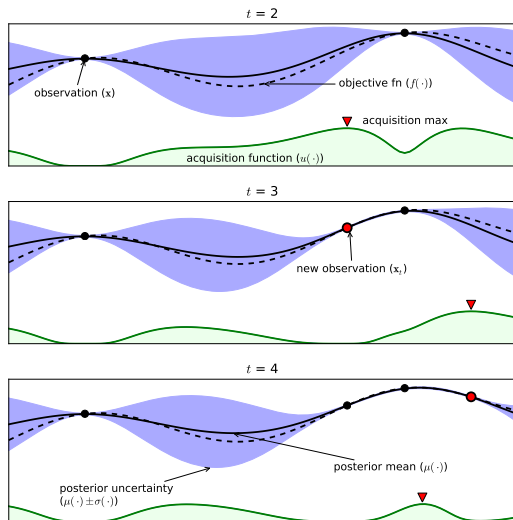 t = 2
objective fn (f(·))
observation (x)
acquisition max
acquisition function (u(·))
t = 3
new observation (xₜ)
t = 4
posterior mean (μ(·))
posterior uncertainty
(μ(·)±σ(·))